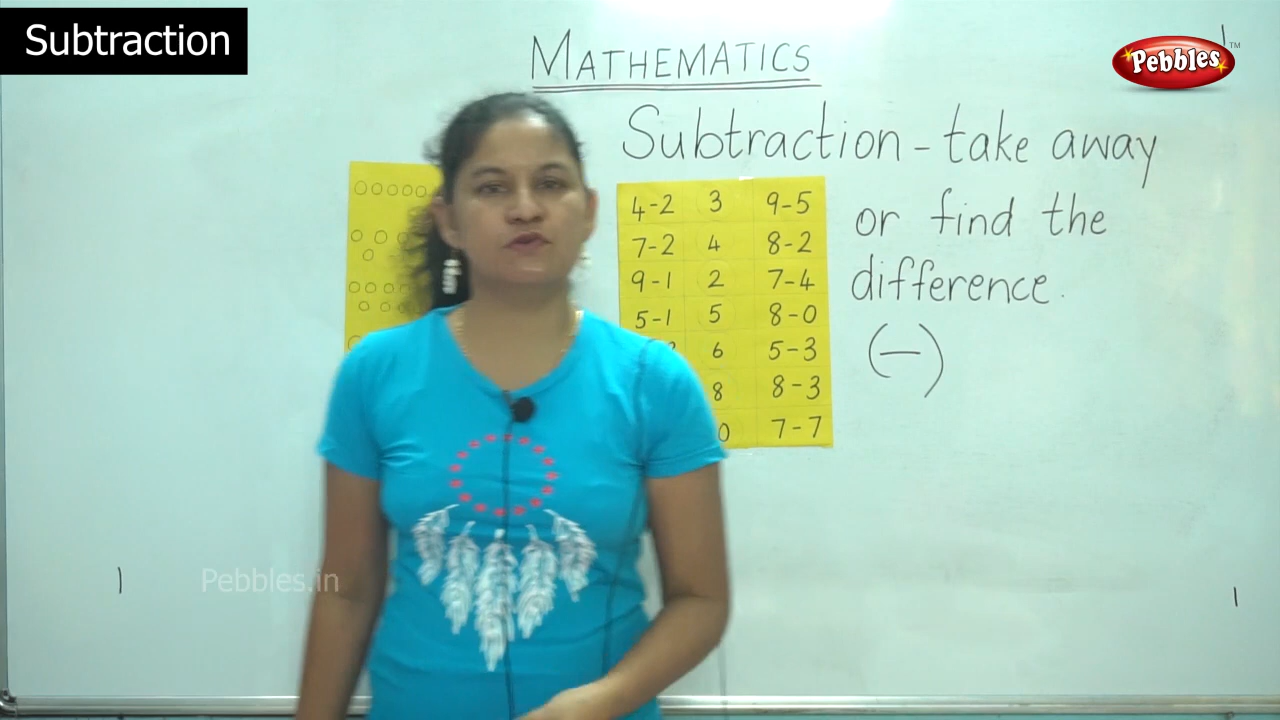 Subtraction
Pebbles™
MATHEMATICS
Subtraction - take away
or find the
difference.
(-)
4-2 3 9-5
7-2 4 8-2
9-1 2 7-4
5-1 5 8-0
6 5-3
8 8-3
0 7-7
Pebbles.in